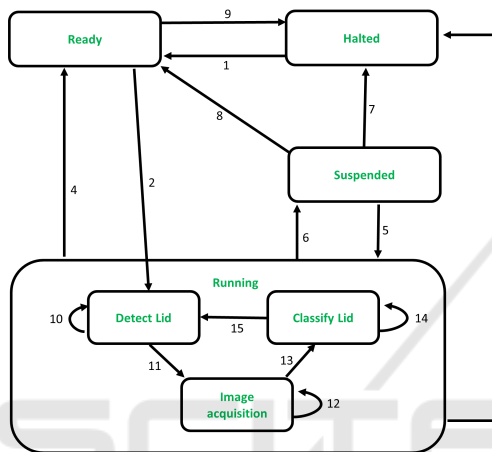 9
Ready
Halted
1
8
7
4
2
Suspended
6
5
Running
10
Detect Lid
Classify Lid
14
15
11
13
Image
acquisition
12